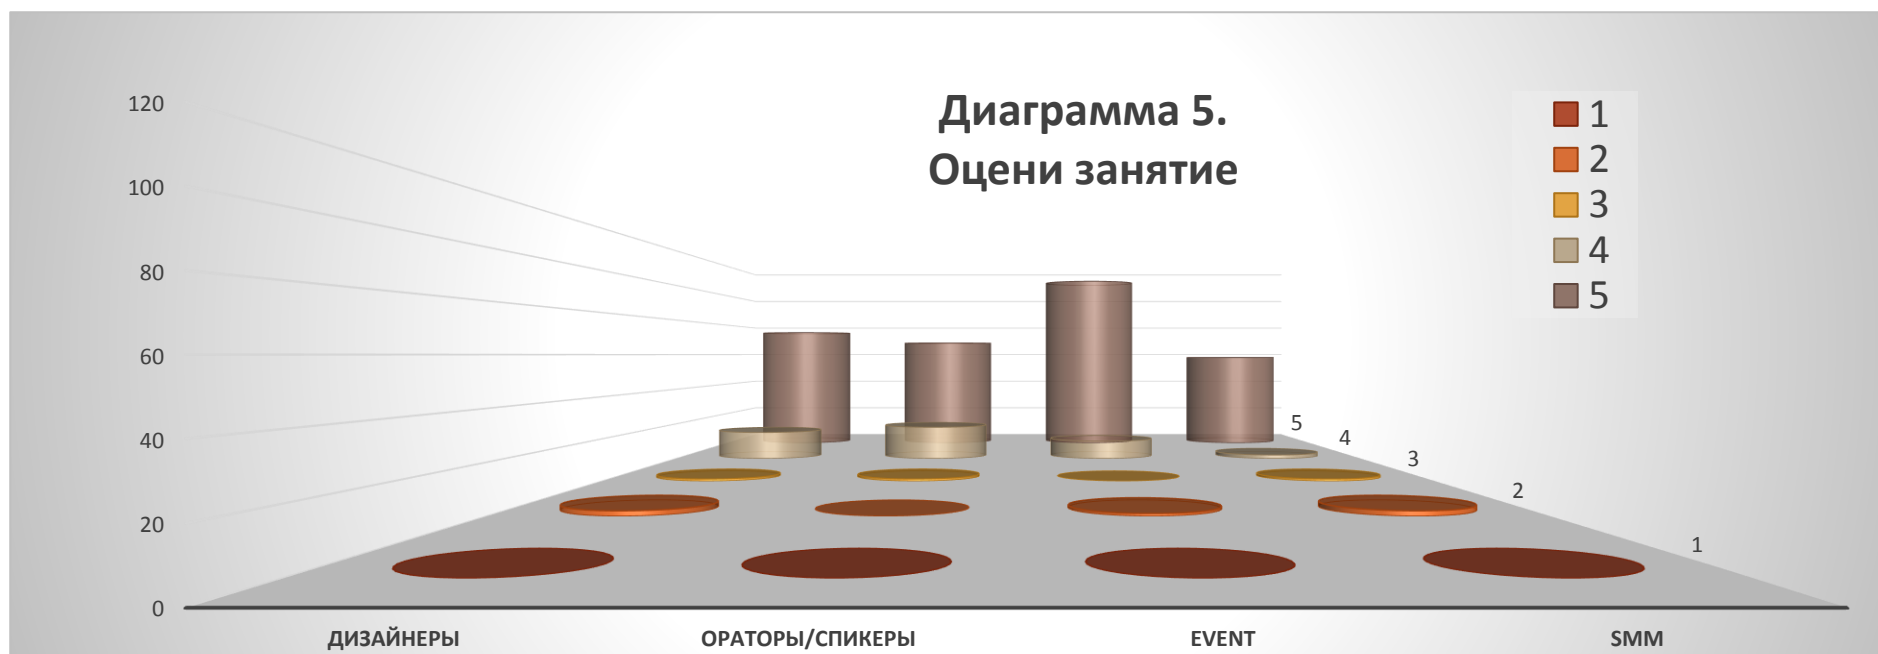 Диаграмма 5.
Оцени занятие
120
100
80
60
40
20
0
1
2
3
4
5
5
4
3
2
1
ДИЗАЙНЕРЫ
ОРАТОРЫ/СПИКЕРЫ
EVENT
SMM